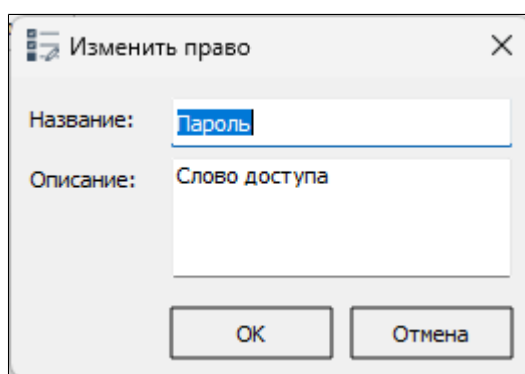 Изменить право
Название: Пароль
Описание: Слово доступа
OK Отмена